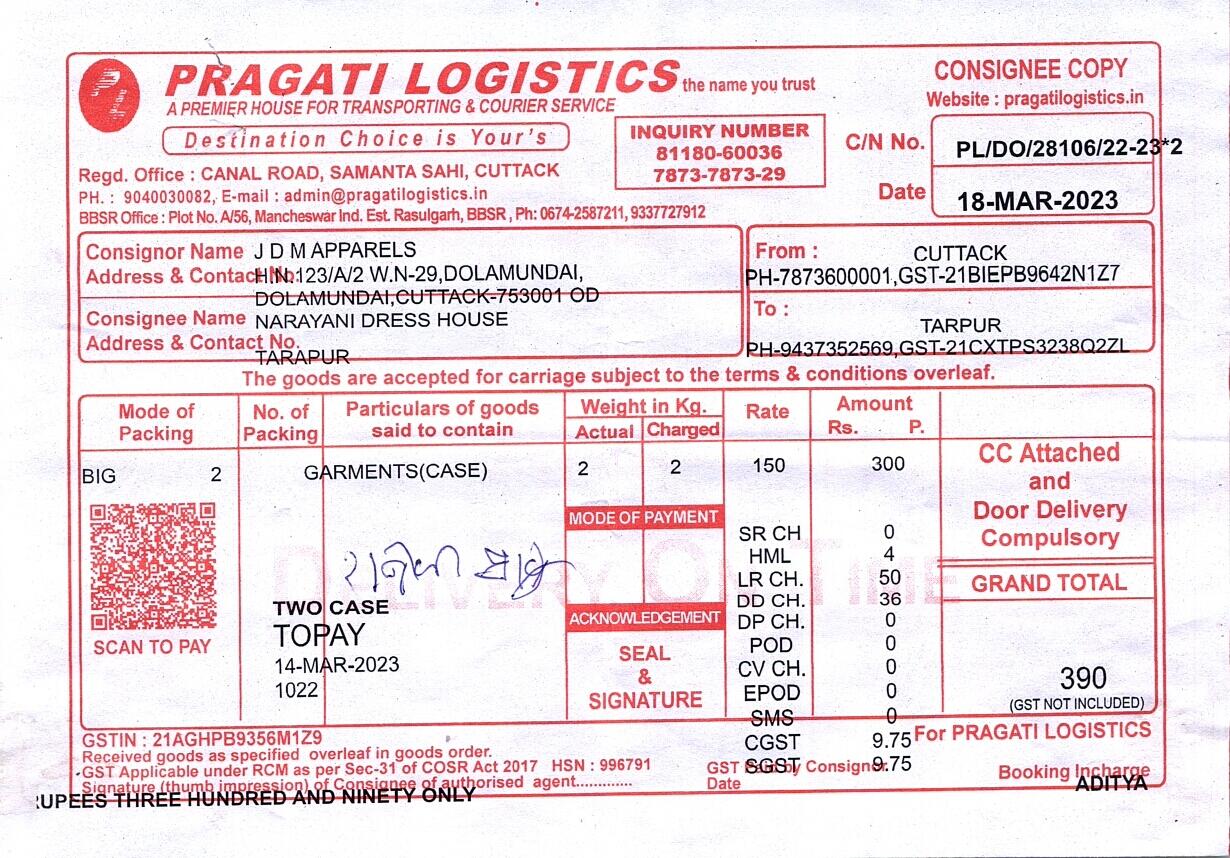 PRAGATI LOGISTICS the name you trust
A PREMIER HOUSE FOR TRANSPORTING & COURIER SERVICE
Destination Choice is Your's
Regd. Office : CANAL ROAD, SAMANTA SAHI, CUTTACK
PH. : 9040030082, E-mail : admin@pragatilogistics.in
BBSR Office : Plot No. A/56, Mancheswar Ind. Est. Rasulgarh, BBSR , Ph: 0674-2587211, 9337727912
INQUIRY NUMBER
81180-60036
7873-7873-29
CONSIGNEE COPY
Website : pragatilogistics.in
C/N No. PL/DO/28106/22-23*2
Date 18-MAR-2023
Consignor Name J D M APPARELS
Address & Contact No. H.N.123/A/2 W.N-29,DOLAMUNDAI,
DOLAMUNDAI,CUTTACK-753001 OD
Consignee Name NARAYANI DRESS HOUSE
Address & Contact No.
TARAPUR
From : CUTTACK
PH-7873600001,GST-21BIEPB9642N1Z7
To :
TARPUR
PH-9437352569,GST-21CXTPS3238Q2ZL
The goods are accepted for carriage subject to the terms & conditions overleaf.
Mode of Packing No. of Packing Particulars of goods said to contain Weight in Kg. Actual Charged Rate Amount Rs. P.
BIG 2 GARMENTS(CASE) 2 2 150 300
CC Attached
and
Door Delivery
Compulsory
GRAND TOTAL
390
(GST NOT INCLUDED)
SCAN TO PAY
DELIVERY ON TIME
TWO CASE
TOPAY
14-MAR-2023
1022
MODE OF PAYMENT
ACKNOWLEDGEMENT
SEAL
&
SIGNATURE
SR CH 0
HML 4
LR CH. 50
DD CH. 36
DP CH. 0
POD 0
CV CH. 0
EPOD 0
SMS 0
CGST 9.75
SGST 9.75
GSTIN : 21AGHPB9356M1Z9
Received goods as specified overleaf in goods order.
GST Applicable under RCM as per Sec-31 of COSR Act 2017 HSN : 996791
Signature (thumb impression) of Consignee of authorised agent.............
RUPEES THREE HUNDRED AND NINETY ONLY
GST Paid by Consignor.
Date
For PRAGATI LOGISTICS
Booking Incharge
ADITYA